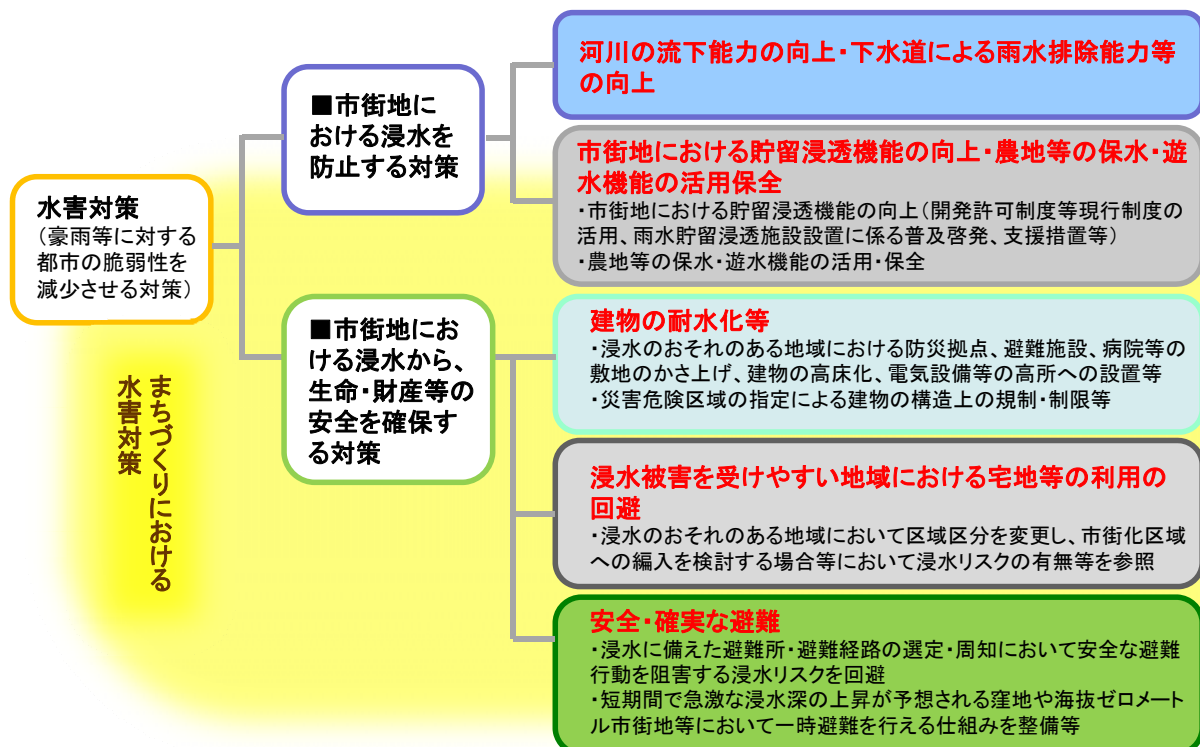 水害対策
（豪雨等に対する
都市の脆弱性を
減少させる対策）
まちづくりにおける
水害対策
■市街地に
おける浸水を
防止する対策
■市街地にお
ける浸水から、
生命・財産等の
安全を確保す
る対策
河川の流下能力の向上・下水道による雨水排除能力等
の向上
市街地における貯留浸透機能の向上・農地等の保水・遊
水機能の活用保全
・市街地における貯留浸透機能の向上（開発許可制度等現行制度の
活用、雨水貯留浸透施設設置に係る普及啓発、支援措置等）
・農地等の保水・遊水機能の活用・保全
建物の耐水化等
・浸水のおそれのある地域における防災拠点、避難施設、病院等の
敷地のかさ上げ、建物の高床化、電気設備等の高所への設置等
・災害危険区域の指定による建物の構造上の規制・制限等
浸水被害を受けやすい地域における宅地等の利用の
回避
・浸水のおそれのある地域において区域区分を変更し、市街化区域
への編入を検討する場合等において浸水リスクの有無等を参照
安全・確実な避難
・浸水に備えた避難所・避難経路の選定・周知において安全な避難
行動を阻害する浸水リスクを回避
・短期間で急激な浸水深の上昇が予想される窪地や海抜ゼロメート
ル市街地等において一時避難を行える仕組みを整備等